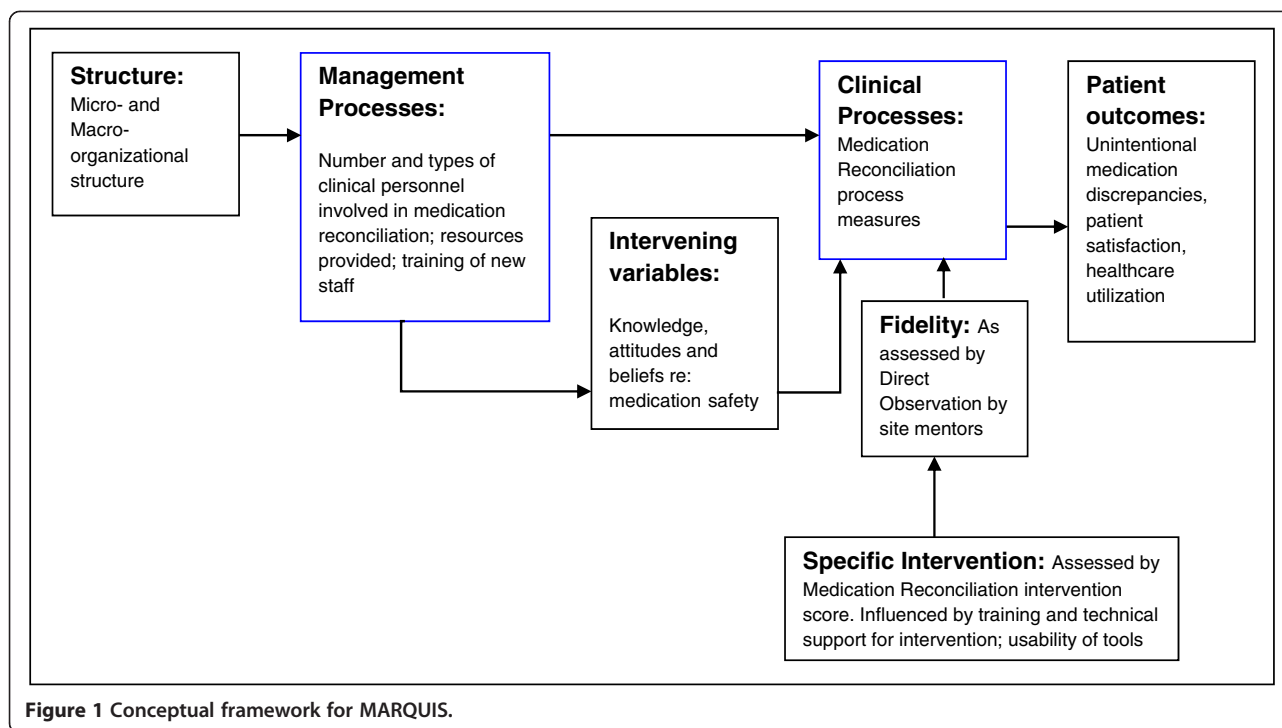 Structure:
Micro- and
Macro-
organizational
structure
Management
Processes:
Number and types of
clinical personnel
involved in medication
reconciliation; resources
provided; training of new
staff
Intervening
variables:
Knowledge,
attitudes and
beliefs re:
medication safety
Clinical
Processes:
Medication
Reconciliation
process
measures
Patient
outcomes:
Unintentional
medication
discrepancies,
patient
satisfaction,
healthcare
utilization
Fidelity: As
assessed by
Direct
Observation by
site mentors
Specific Intervention: Assessed by
Medication Reconciliation intervention
score. Influenced by training and technical
support for intervention; usability of tools
Figure 1 Conceptual framework for MARQUIS.